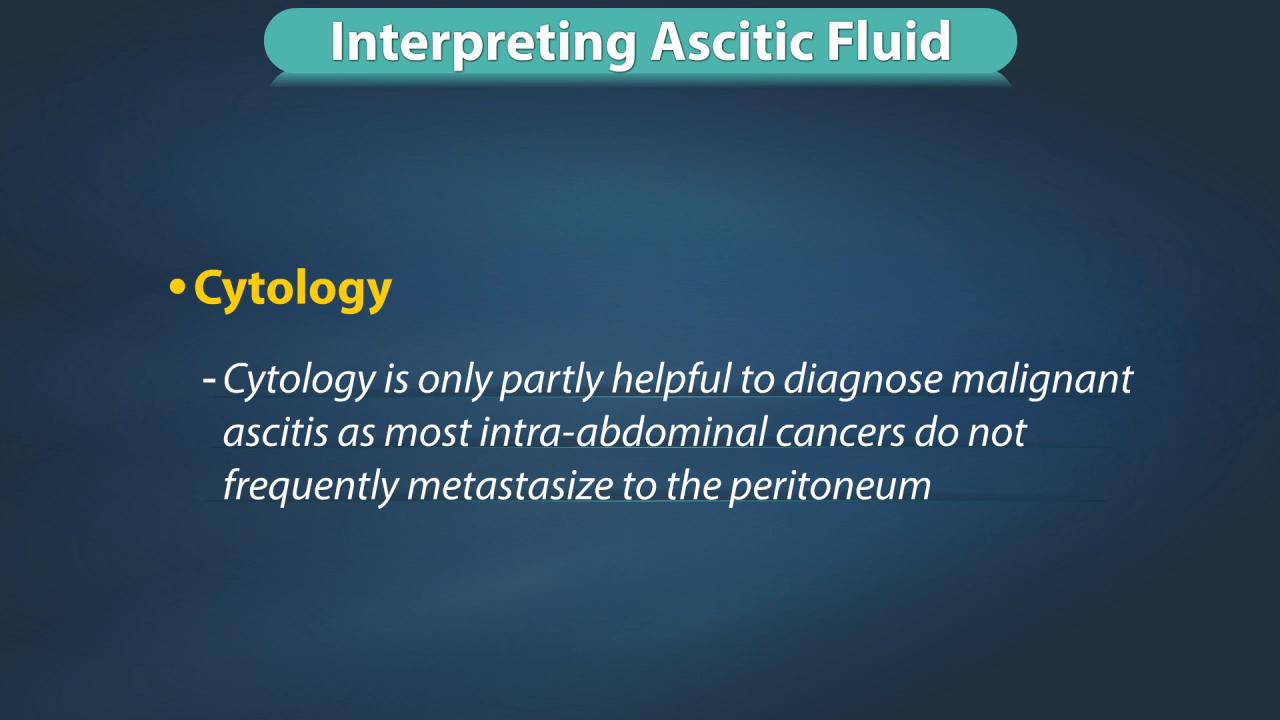 Interpreting Ascitic Fluid
• Cytology
- Cytology is only partly helpful to diagnose malignant
ascitis as most intra-abdominal cancers do not
frequently metastasize to the peritoneum